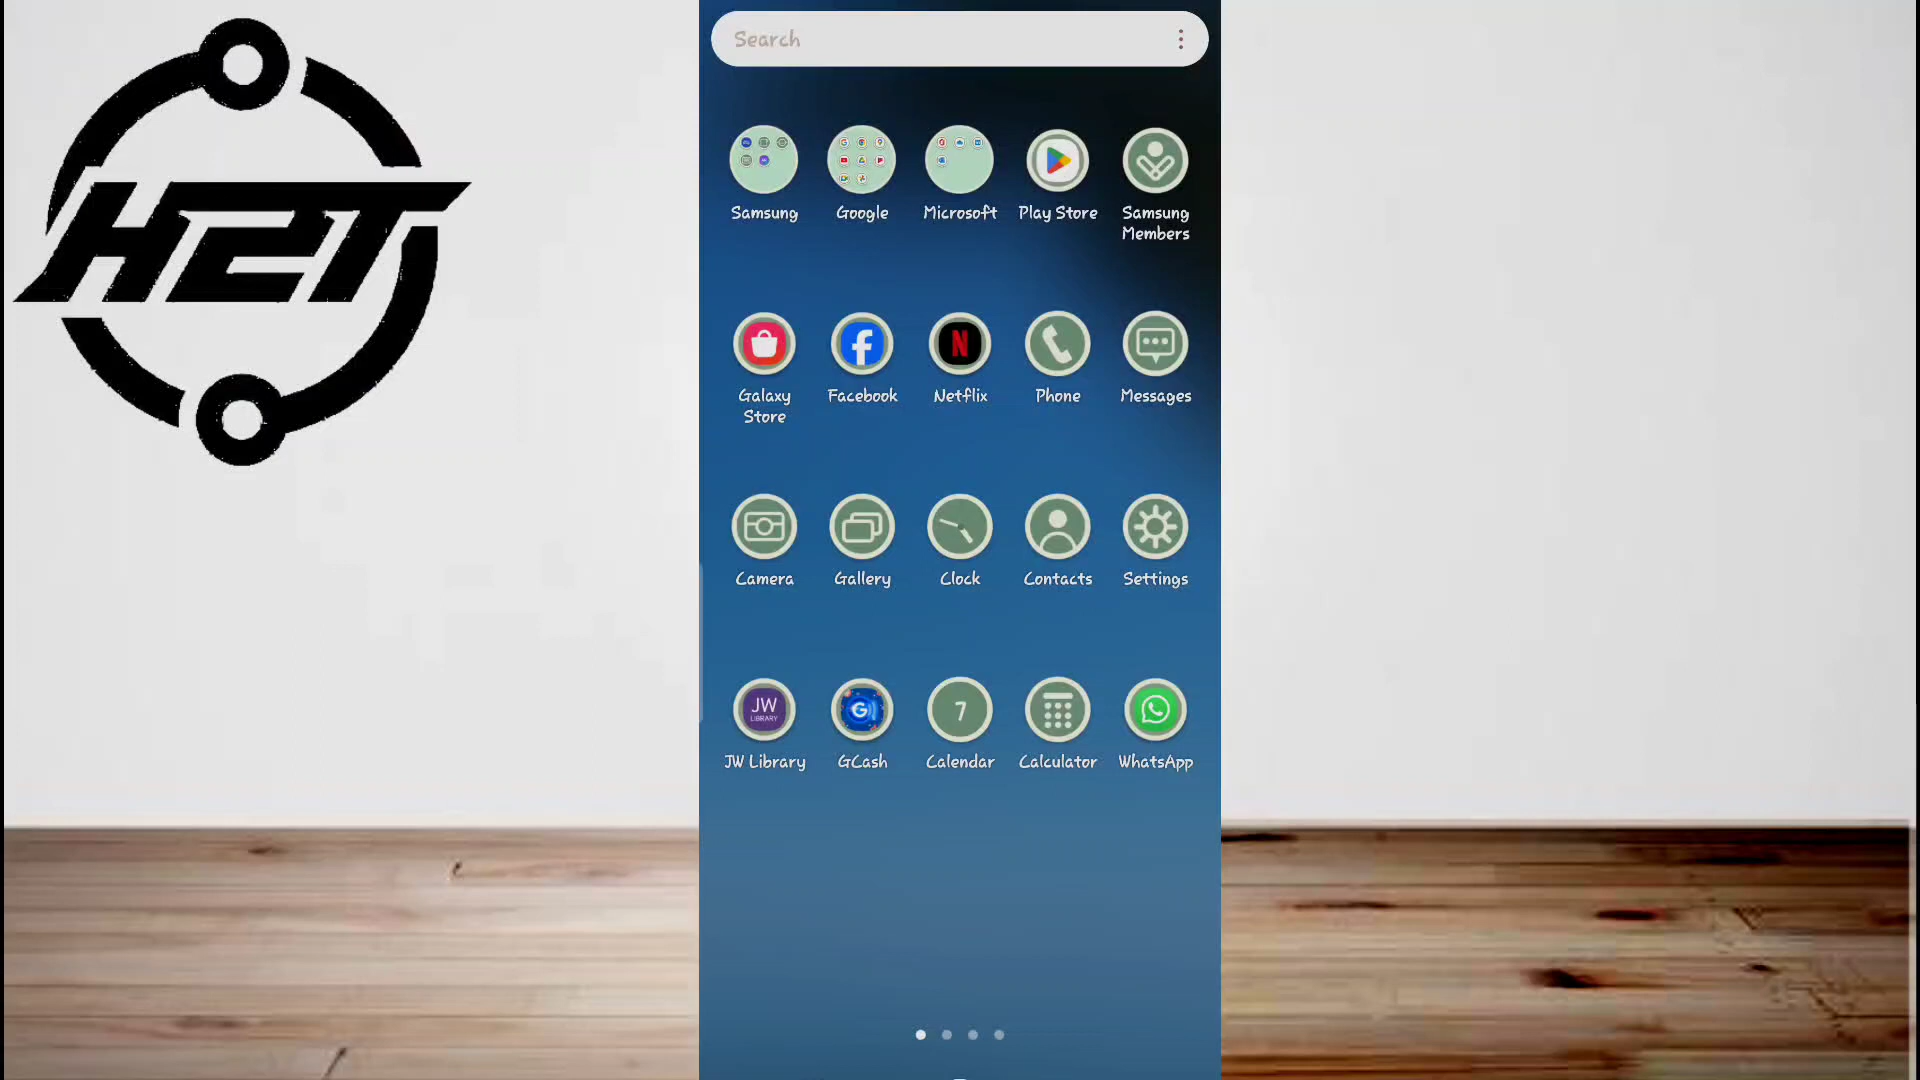 H2T
Search
Samsung
Google
Microsoft
Play Store
Samsung
Members
Galaxy
Store
Facebook
N
Netflix
Phone
Messages
Camera
Gallery
Clock
Contacts
Settings
JW
LIBRARY
JW Library
G
GCash
7
Calendar
Calculator
WhatsApp